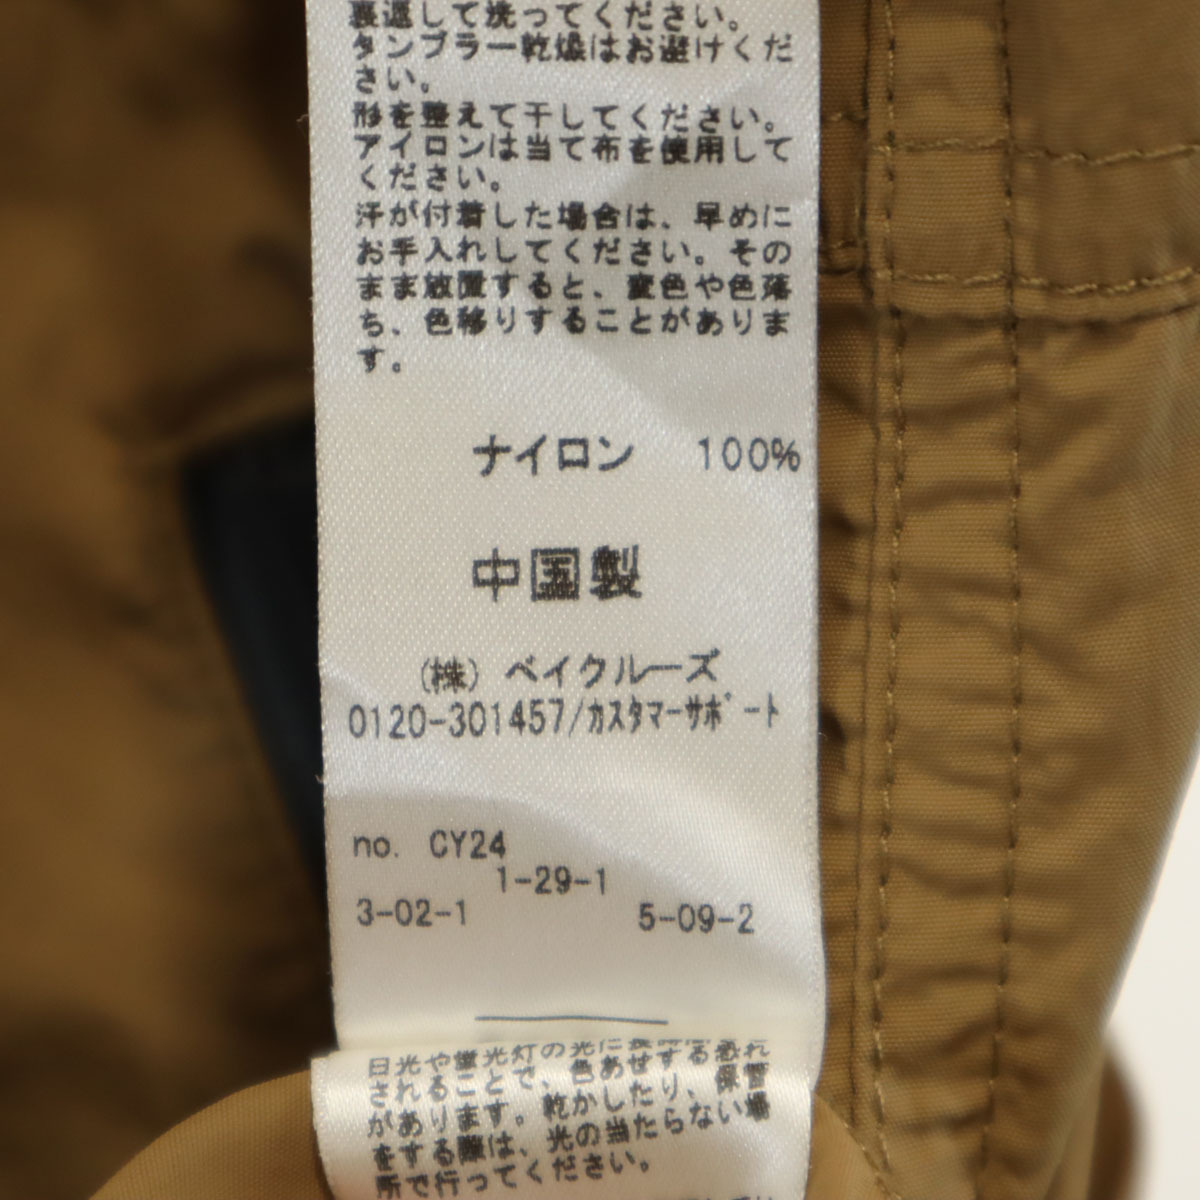 裏返して洗ってください。
タンブラー乾燥はお避けくだ
さい。
形を整えて干してください。
アイロンは当て布を使用して
ください。
汗が付着した場合は、早めに
お手入れしてください。その
まま放置すると、変色や色落
ち、色移りすることがありま
す。
ナイロン 100%
中国製
(株) ベイクルーズ
0120-301457/カスタマーサポート
no. CY24
1-29-1
3-02-1 5-09-2
日光や蛍光灯の光に
されることで、色あせする恐れ
があります。乾かしたり、保管
をする際は、光の当たらない場
所で行ってください。